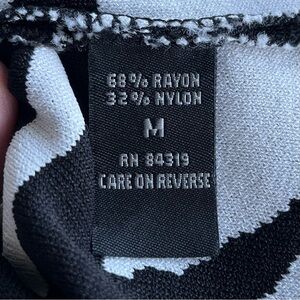 68% RAYON
32% NYLON
M
RN 84319
CARE ON REVERSE